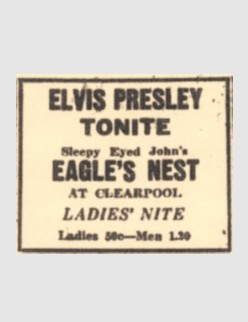 ELVIS PRESLEY
TONITE
Sleepy Eyed John's
EAGLE'S NEST
AT CLEARPOOL
LADIES' NITE
Ladies 50c—Men 1.20